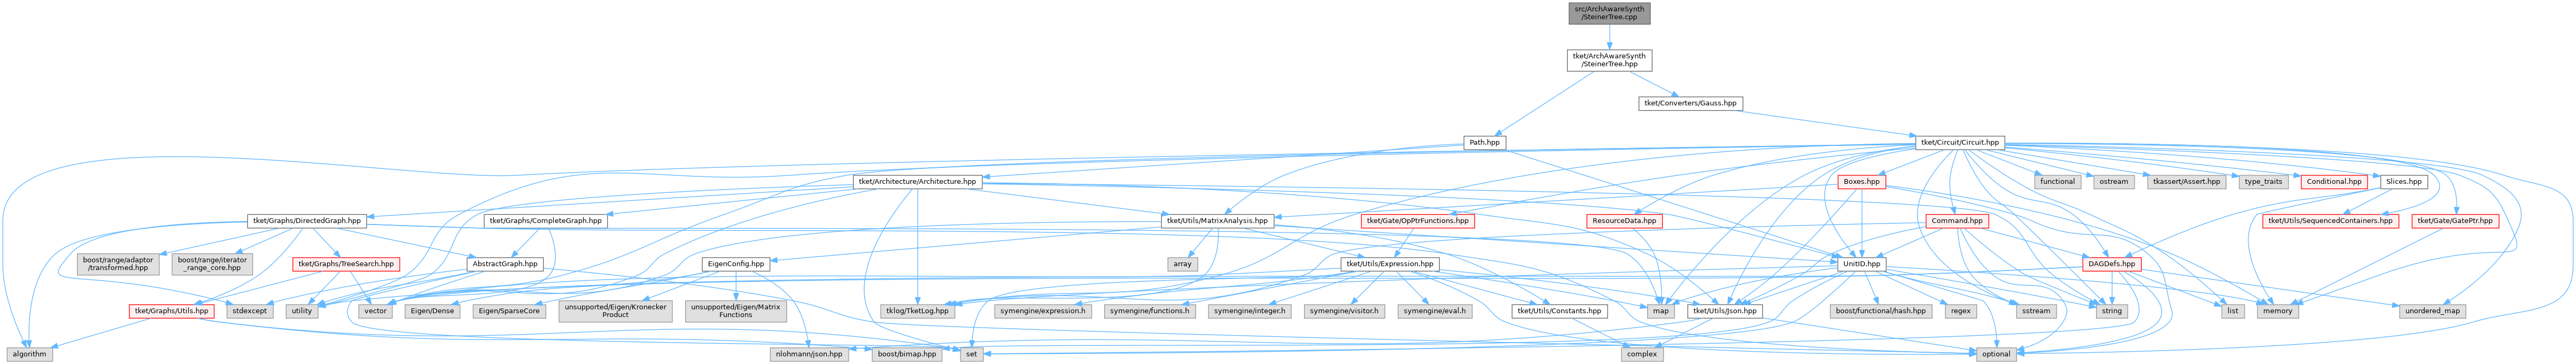 src/ArchAwareSynth
/SteinerTree.cpp
tket/ArchAwareSynth
/SteinerTree.hpp
tket/Converters/Gauss.hpp
Path.hpp
tket/Circuit/Circuit.hpp
tket/Architecture/Architecture.hpp
Boxes.hpp
functional
ostream
tkassert/Assert.hpp
type_traits
Conditional.hpp
Slices.hpp
tket/Graphs/DirectedGraph.hpp
tket/Graphs/CompleteGraph.hpp
tket/Utils/MatrixAnalysis.hpp
tket/Gate/OpPtrFunctions.hpp
ResourceData.hpp
Command.hpp
tket/Utils/SequencedContainers.hpp
tket/Gate/GatePtr.hpp
boost/range/adaptor
/transformed.hpp
boost/range/iterator
_range_core.hpp
tket/Graphs/TreeSearch.hpp
AbstractGraph.hpp
EigenConfig.hpp
array
tket/Utils/Expression.hpp
UnitID.hpp
DAGDefs.hpp
tket/Graphs/Utils.hpp
stdexcept
utility
vector
Eigen/Dense
Eigen/SparseCore
unsupported/Eigen/Kronecker
Product
unsupported/Eigen/Matrix
Functions
tklog/TketLog.hpp
symengine/expression.h
symengine/functions.h
symengine/integer.h
symengine/visitor.h
symengine/eval.h
tket/Utils/Constants.hpp
map
tket/Utils/Json.hpp
boost/functional/hash.hpp
regex
sstream
string
list
memory
unordered_map
algorithm
nlohmann/json.hpp
boost/bimap.hpp
set
complex
optional